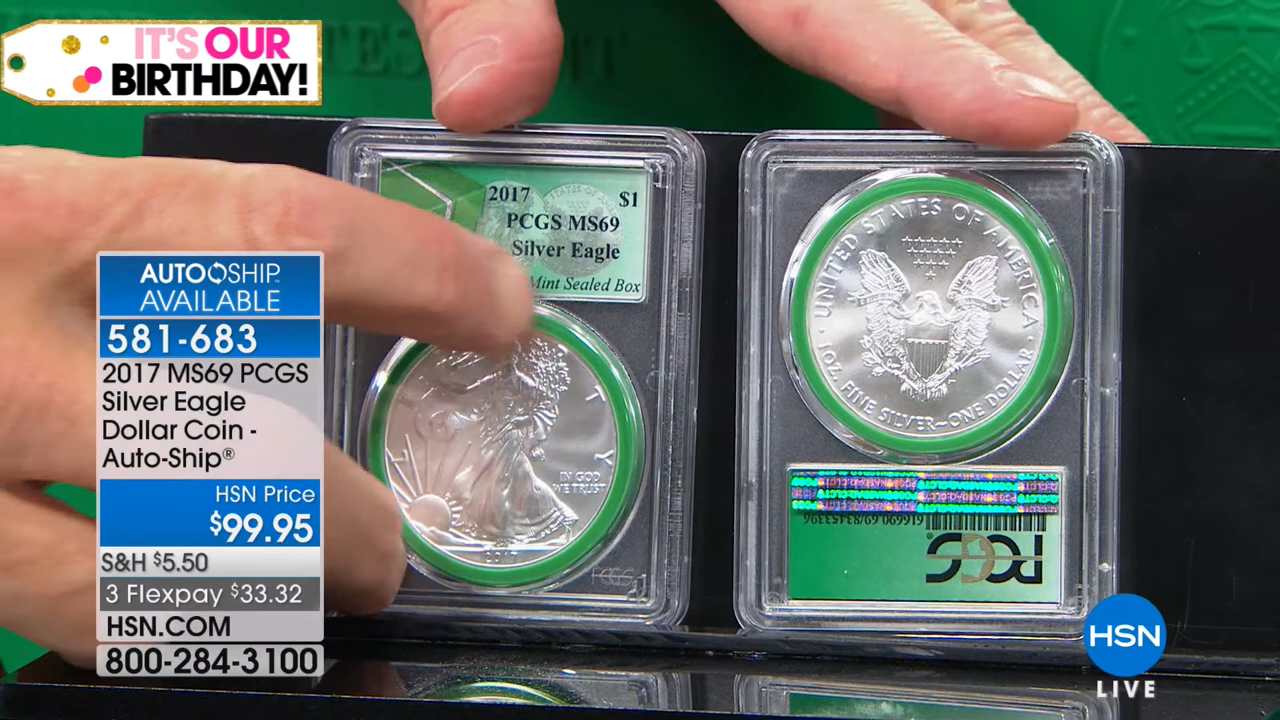 IT'S OUR
BIRTHDAY!
AUTO SHIP™
AVAILABLE
581-683
2017 MS69 PCGS
Silver Eagle
Dollar Coin -
Auto-Ship®
HSN Price
$99.95
S&H $5.50
3 Flexpay $33.32
HSN.COM
800-284-3100
2017 $1
PCGS MS69
Silver Eagle
Mint Sealed Box
L T Y
IN GOD
WE TRUST
2017
PCGS
UNITED STATES OF AMERICA
1 OZ. FINE SILVER~ONE DOLLAR
PCGS
HSN
LIVE